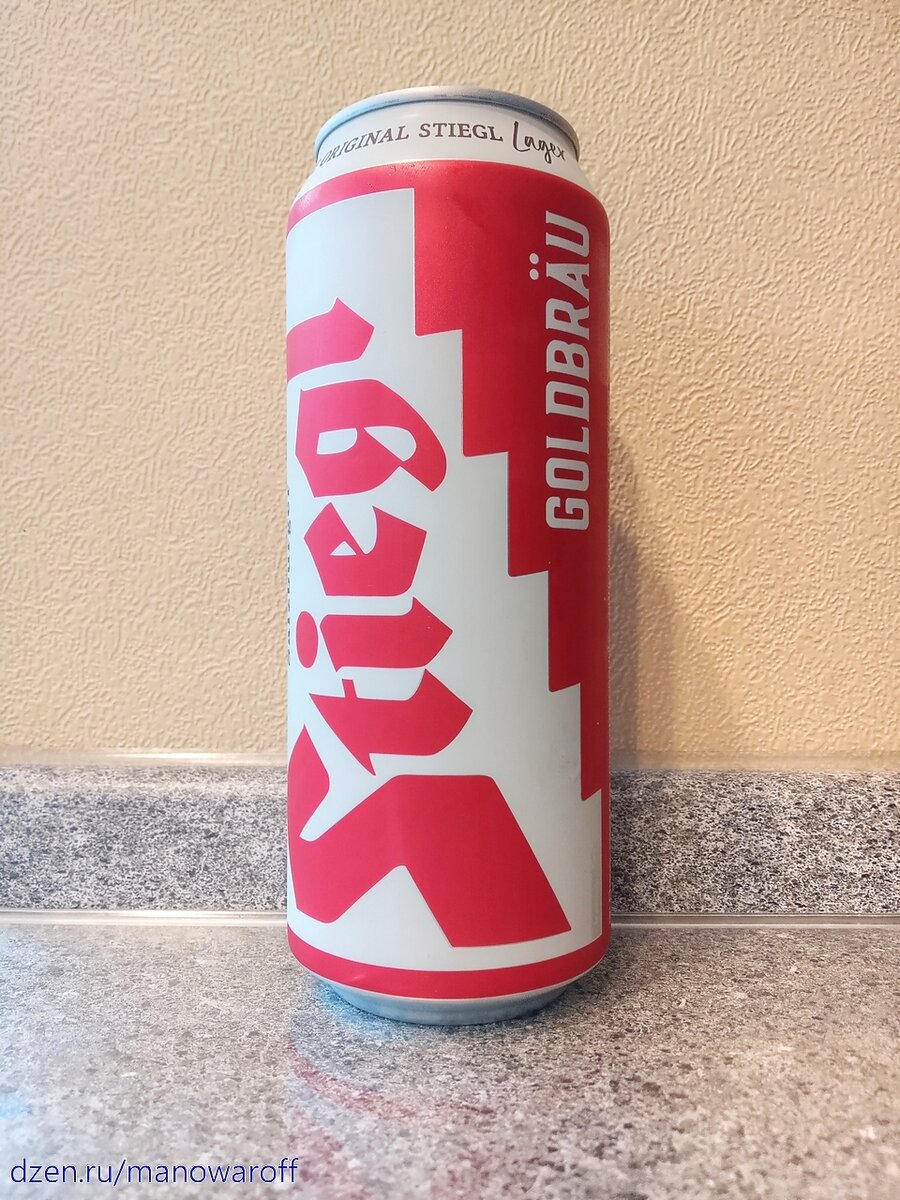 ORIGINAL STIEGL Lager
GOLDBRÄU
Stiegl
dzen.ru/manowaroff